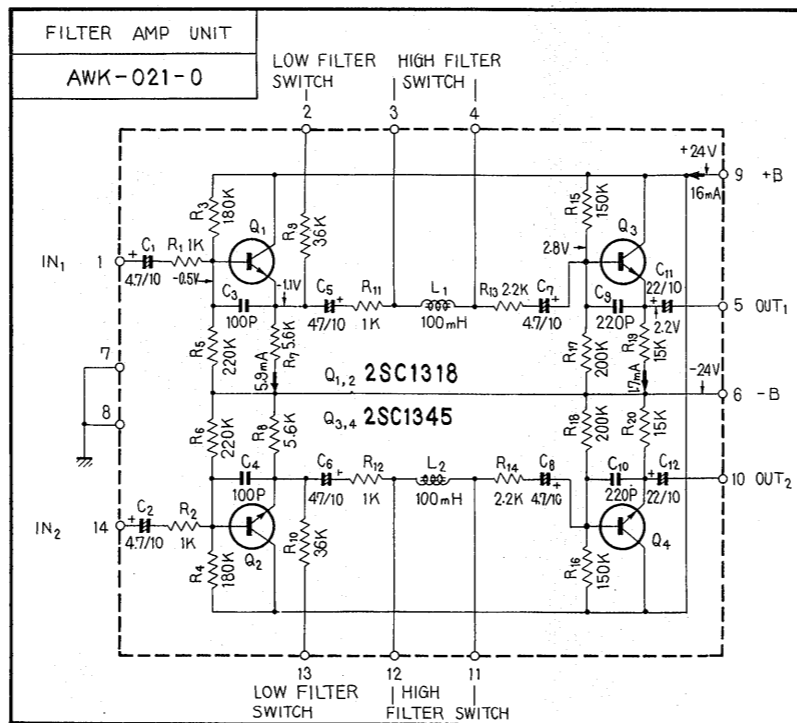 FILTER AMP UNIT
AWK-021-0
LOW FILTER SWITCH
HIGH FILTER SWITCH
2
3
4
+24V
9 +B
16mA
R3 180K
Q1
R9 36K
R15 150K
Q3
2.8V
IN1 1
C1 4.7/10
R1 1K
-0.5V
-1.1V
C3 100P
C5 47/10
R11 1K
L1 100mH
R13 2.2K
C7 4.7/10
C9 220P
C11 22/10
2.2V
5 OUT1
R5 220K
R7 5.6K
5.9mA
R17 200K
R19 15K
1.7mA
7
8
Q1,2 2SC1318
Q3,4 2SC1345
-24V
6 -B
R6 220K
R8 5.6K
R18 200K
R20 15K
C4 100P
C6 47/10
R12 1K
L2 100mH
R14 2.2K
C8 4.7/10
C10 220P
C12 22/10
10 OUT2
IN2 14
C2 4.7/10
R2 1K
Q2
R10 36K
Q4
R4 180K
R16 150K
13
12
11
LOW FILTER SWITCH
HIGH FILTER SWITCH